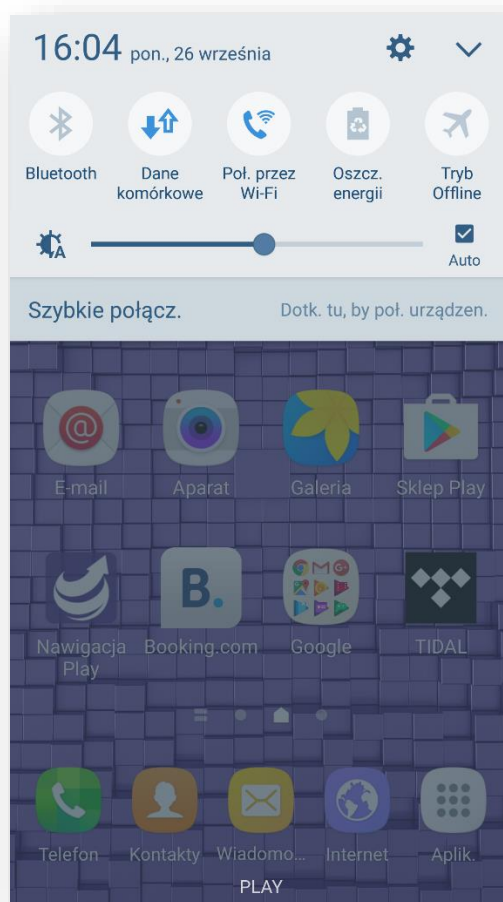 16:04 pon., 26 września
Bluetooth
Dane
komórkowe
Poł. przez
Wi-Fi
Oszcz.
energii
Tryb
Offline
A
Auto
Szybkie połącz. Dotk. tu, by poł. urządzen.
E-mail Aparat Galeria Sklep Play
B.
Nawigacja
Play
Booking.com Google TIDAL
Telefon Kontakty Wiadomo... Internet Aplik.
PLAY